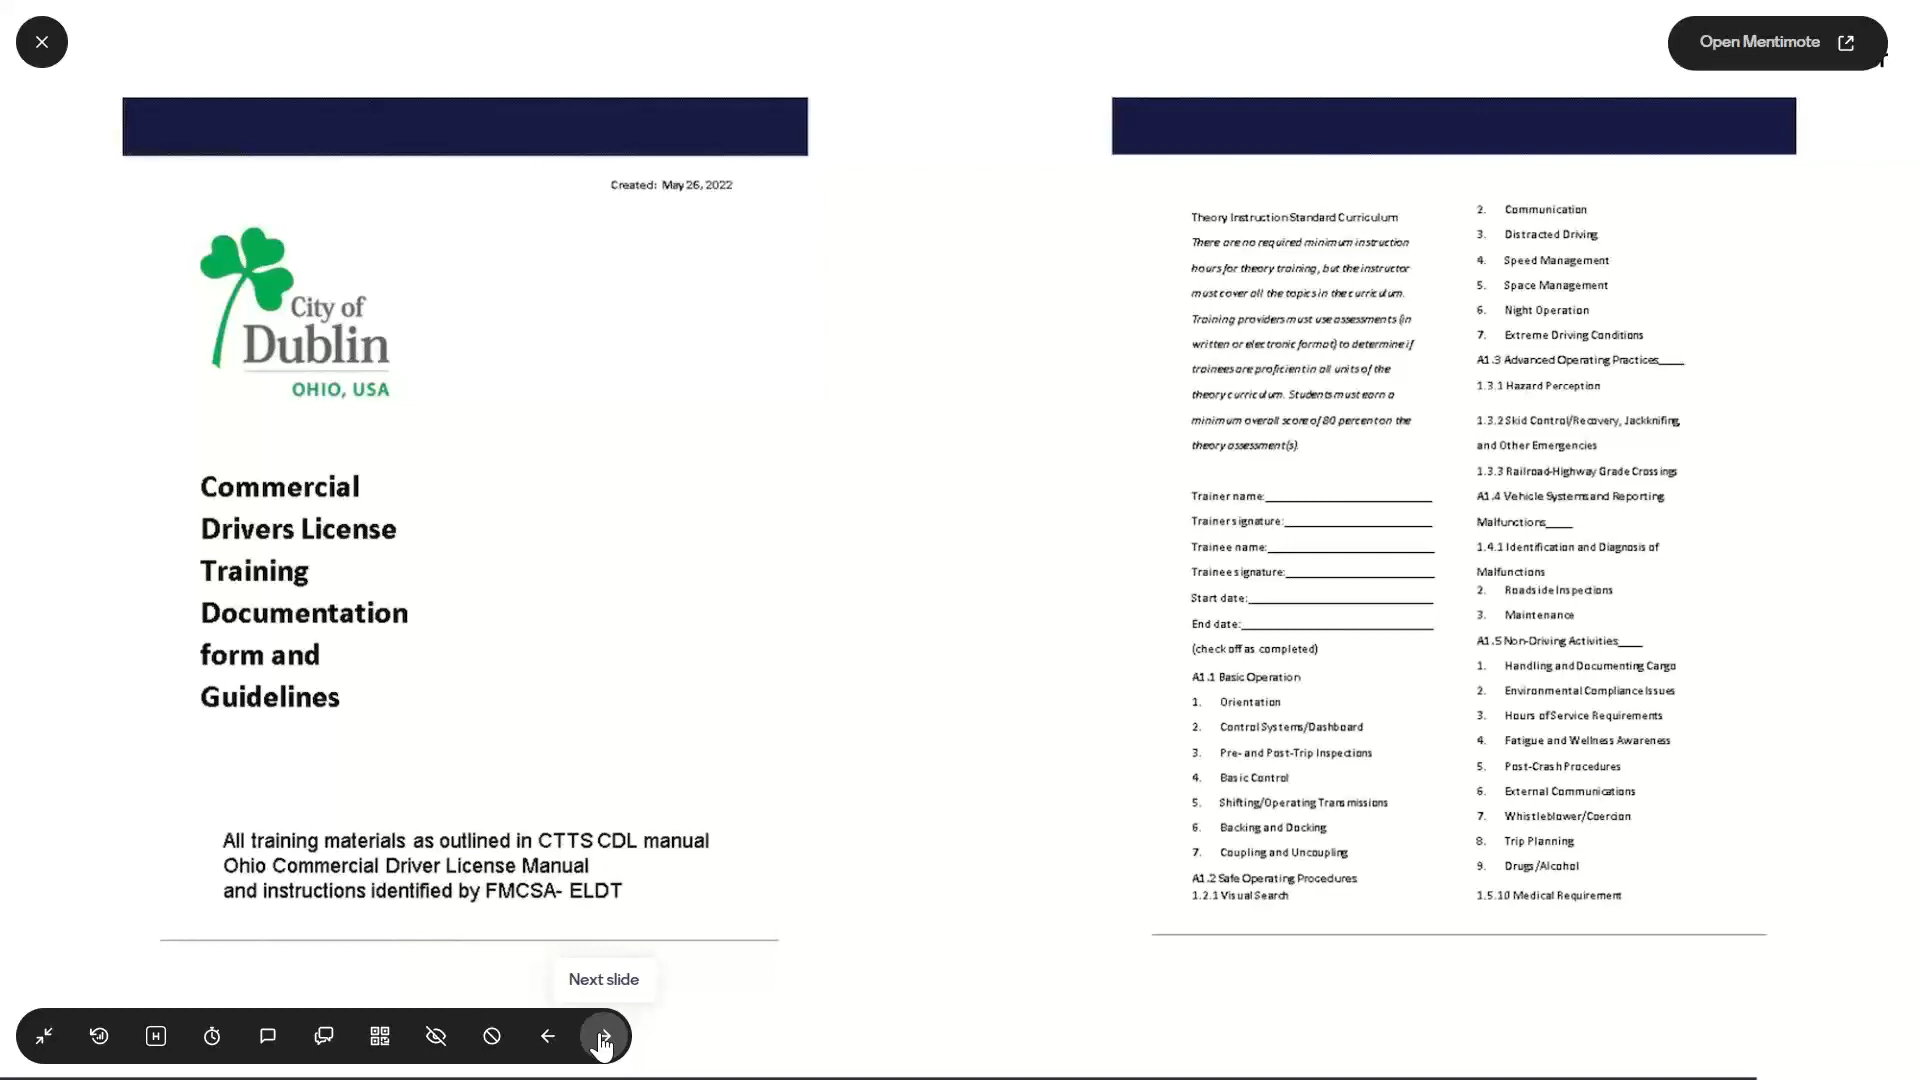 Open Mentimote
Created: May 26, 2022
City of
Dublin
OHIO, USA
Commercial
Drivers License
Training
Documentation
form and
Guidelines
All training materials as outlined in CTTS CDL manual
Ohio Commercial Driver License Manual
and instructions identified by FMCSA- ELDT
Theory Instruction Standard Curriculum
There are no required minimum instruction
hours for theory training, but the instructor
must cover all the topics in the curriculum.
Training providers must use assessments (in
written or electronic format) to determine if
trainees are proficient in all units of the
theory curriculum. Students must earn a
minimum overall score of 80 percent on the
theory assessment(s).
Trainer name:
Trainer signature:
Trainee name:
Trainee signature:
Start date:
End date:
(check off as completed)
A1.1 Basic Operation
1. Orientation
2. Control Systems/Dashboard
3. Pre- and Post-Trip Inspections
4. Basic Control
5. Shifting/Operating Transmissions
6. Backing and Docking
7. Coupling and Uncoupling
A1.2 Safe Operating Procedures
1.2.1 Visual Search
2. Communication
3. Distracted Driving
4. Speed Management
5. Space Management
6. Night Operation
7. Extreme Driving Conditions
A1.3 Advanced Operating Practices____
1.3.1 Hazard Perception
1.3.2 Skid Control/Recovery, Jackknifing,
and Other Emergencies
1.3.3 Railroad-Highway Grade Crossings
A1.4 Vehicle Systems and Reporting
Malfunctions____
1.4.1 Identification and Diagnosis of
Malfunctions
2. Roadside Inspections
3. Maintenance
A1.5 Non-Driving Activities____
1. Handling and Documenting Cargo
2. Environmental Compliance Issues
3. Hours of Service Requirements
4. Fatigue and Wellness Awareness
5. Post-Crash Procedures
6. External Communications
7. Whistleblower/Coercion
8. Trip Planning
9. Drugs/Alcohol
1.5.10 Medical Requirement
Next slide
H